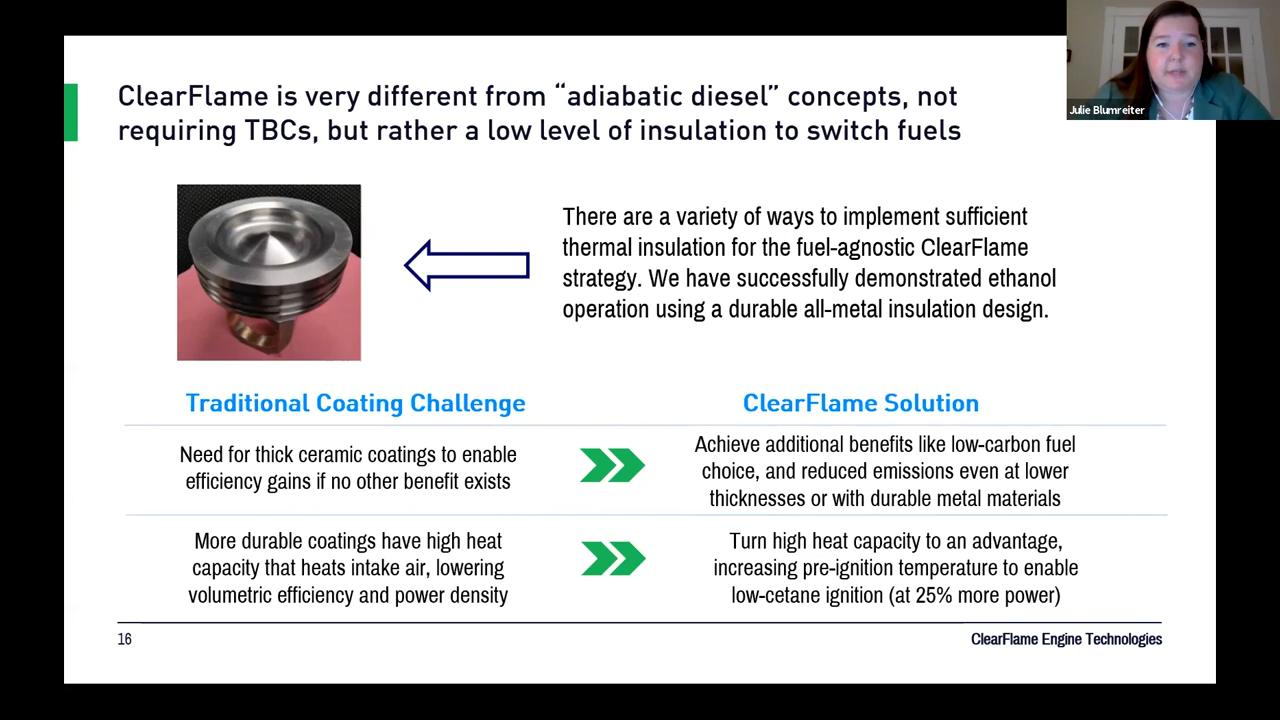 Julie Blumreiter
ClearFlame is very different from “adiabatic diesel” concepts, not
requiring TBCs, but rather a low level of insulation to switch fuels
There are a variety of ways to implement sufficient
thermal insulation for the fuel-agnostic ClearFlame
strategy. We have successfully demonstrated ethanol
operation using a durable all-metal insulation design.
Traditional Coating Challenge
ClearFlame Solution
Need for thick ceramic coatings to enable
efficiency gains if no other benefit exists
Achieve additional benefits like low-carbon fuel
choice, and reduced emissions even at lower
thicknesses or with durable metal materials
More durable coatings have high heat
capacity that heats intake air, lowering
volumetric efficiency and power density
Turn high heat capacity to an advantage,
increasing pre-ignition temperature to enable
low-cetane ignition (at 25% more power)
16
ClearFlame Engine Technologies